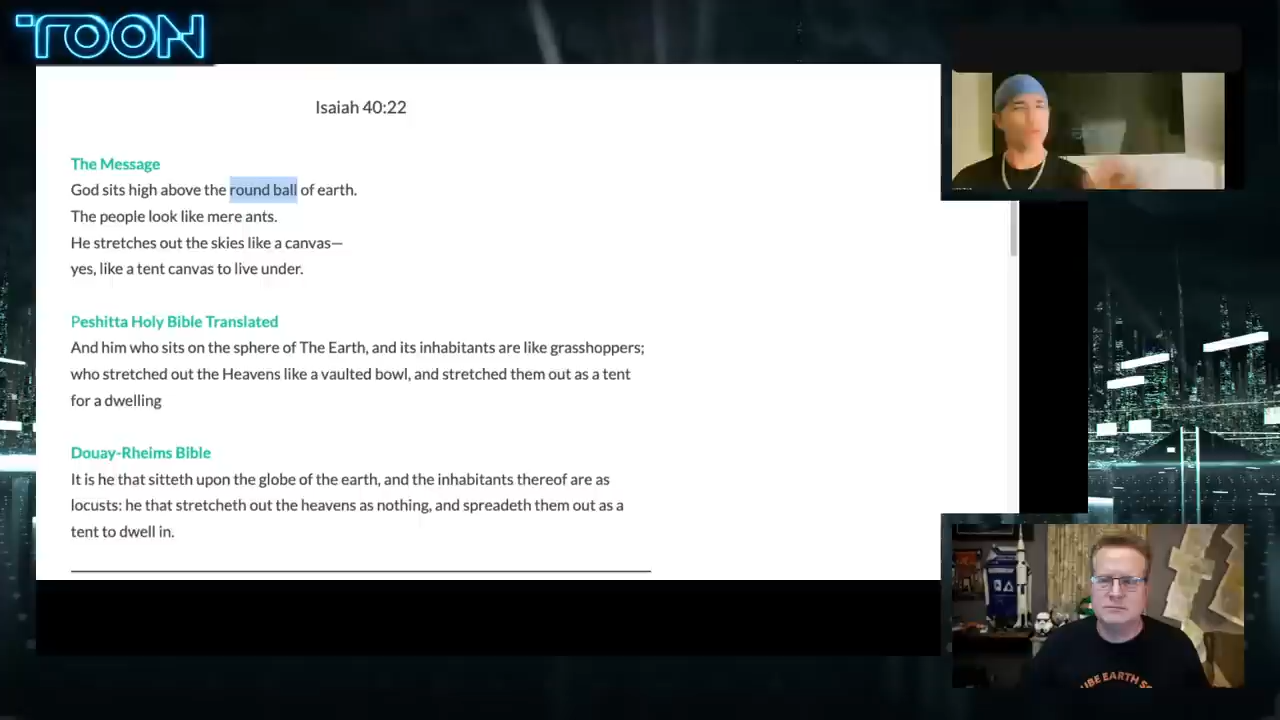 TOON
Isaiah 40:22
The Message
God sits high above the round ball of earth.
The people look like mere ants.
He stretches out the skies like a canvas—
yes, like a tent canvas to live under.
Peshitta Holy Bible Translated
And him who sits on the sphere of The Earth, and its inhabitants are like grasshoppers;
who stretched out the Heavens like a vaulted bowl, and stretched them out as a tent
for a dwelling
Douay-Rheims Bible
It is he that sitteth upon the globe of the earth, and the inhabitants thereof are as
locusts: he that stretcheth out the heavens as nothing, and spreadeth them out as a
tent to dwell in.
EARTH